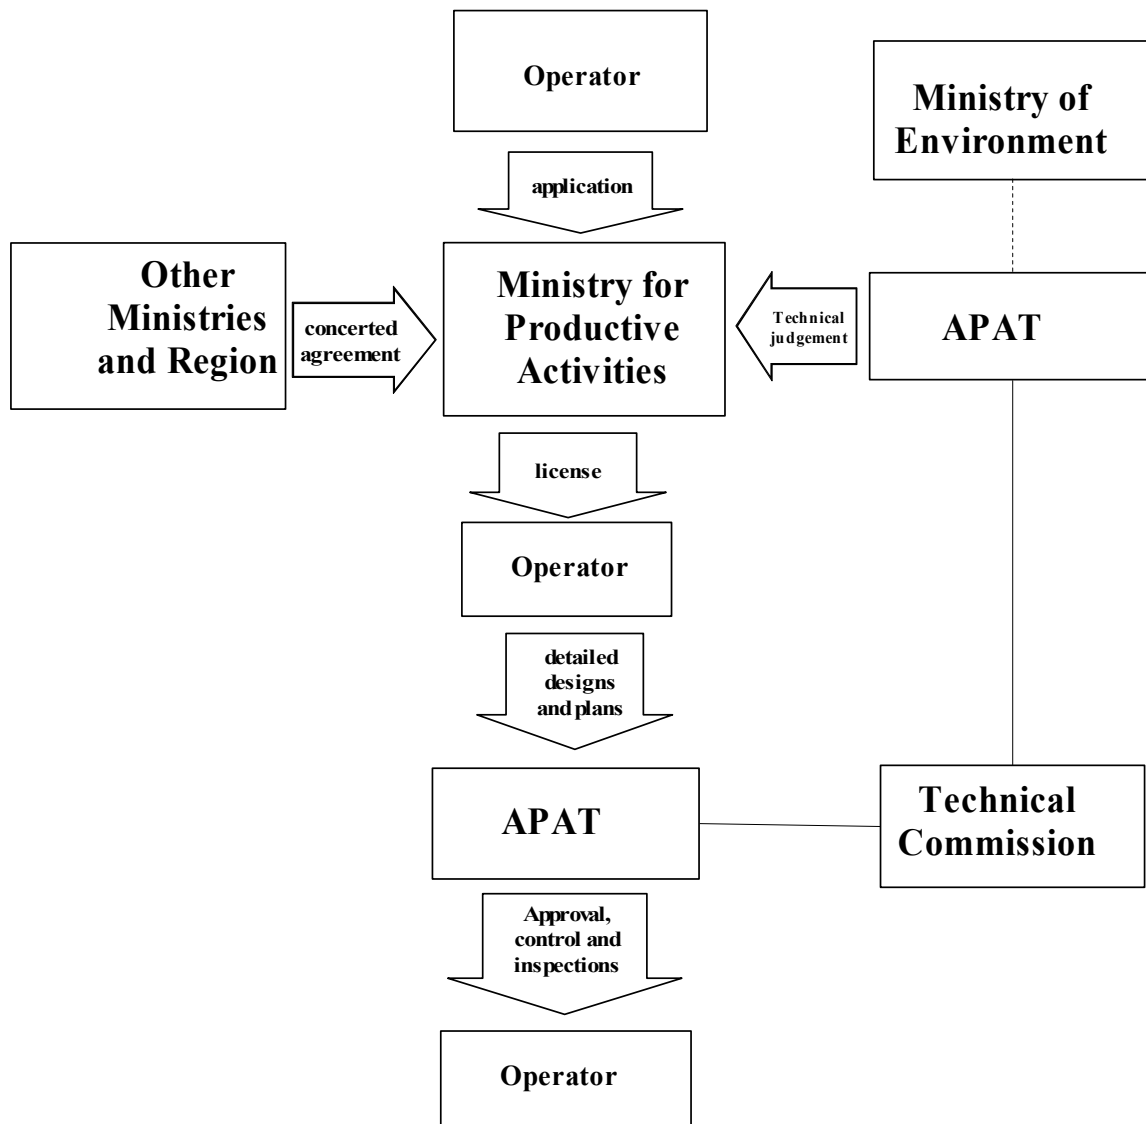 Operator
Ministry of
Environment
application
Other
Ministries
and Region
concerted
agreement
Ministry for
Productive
Activities
Technical
judgement
APAT
license
Operator
detailed
designs
and plans
APAT
Technical
Commission
Approval,
control and
inspections
Operator